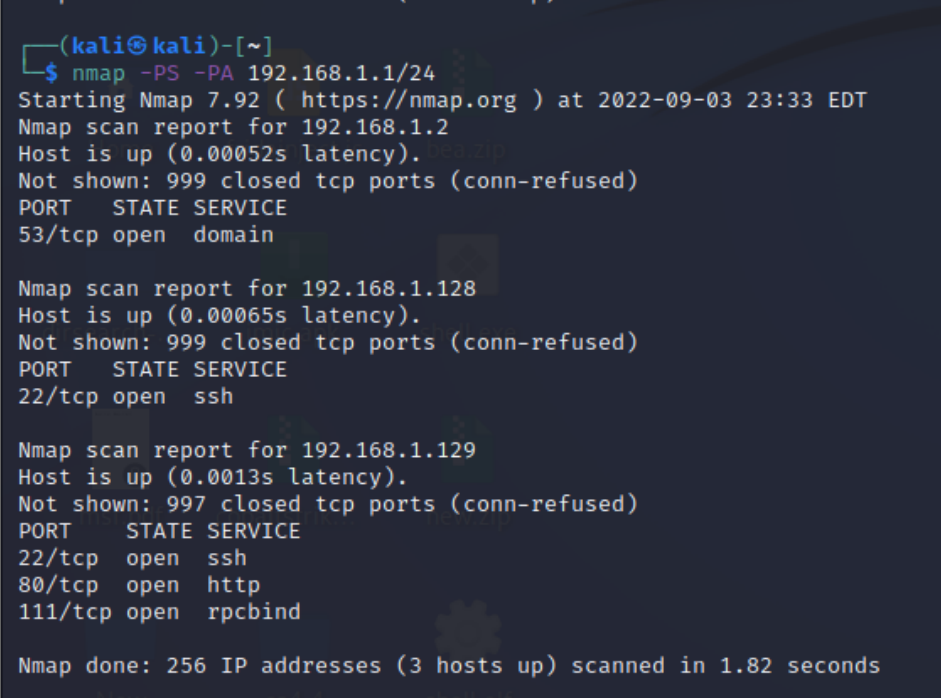 ┌──(kali㉿kali)-[~]
└─$ nmap -PS -PA 192.168.1.1/24
Starting Nmap 7.92 ( https://nmap.org ) at 2022-09-03 23:33 EDT
Nmap scan report for 192.168.1.2
Host is up (0.00052s latency).
Not shown: 999 closed tcp ports (conn-refused)
PORT   STATE SERVICE
53/tcp open  domain

Nmap scan report for 192.168.1.128
Host is up (0.00065s latency).
Not shown: 999 closed tcp ports (conn-refused)
PORT   STATE SERVICE
22/tcp open  ssh

Nmap scan report for 192.168.1.129
Host is up (0.0013s latency).
Not shown: 997 closed tcp ports (conn-refused)
PORT    STATE SERVICE
22/tcp  open  ssh
80/tcp  open  http
111/tcp open  rpcbind

Nmap done: 256 IP addresses (3 hosts up) scanned in 1.82 seconds